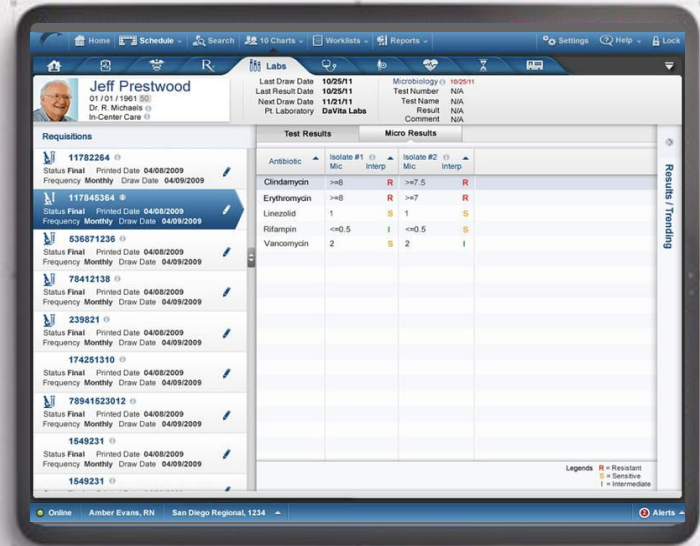 Home Schedule Search 10 Charts Worklists Reports Settings Help Lock
Labs
Jeff Prestwood
01 / 01 / 1961 50
Dr. R. Michaels
In-Center Care
Last Draw Date 10/25/11
Last Result Date 10/25/11
Next Draw Date 11/21/11
Pt. Laboratory DaVita Labs
Microbiology 10/25/11
Test Number N/A
Test Name N/A
Result N/A
Comment N/A
Requisitions
11782264
Status Final Printed Date 04/08/2009
Frequency Monthly Draw Date 04/09/2009
117845364
Status Final Printed Date 04/08/2009
Frequency Monthly Draw Date 04/09/2009
536871236
Status Final Printed Date 04/08/2009
Frequency Monthly Draw Date 04/09/2009
78412138
Status Final Printed Date 04/08/2009
Frequency Monthly Draw Date 04/09/2009
239821
Status Final Printed Date 04/08/2009
Frequency Monthly Draw Date 04/09/2009
174251310
Status Final Printed Date 04/08/2009
Frequency Monthly Draw Date 04/09/2009
78941523012
Status Final Printed Date 04/08/2009
Frequency Monthly Draw Date 04/09/2009
1549231
Status Final Printed Date 04/08/2009
Frequency Monthly Draw Date 04/09/2009
1549231
Test Results Micro Results
Antibiotic Isolate #1 Isolate #2
Mic Interp Mic Interp
Clindamycin >=8 R >=7.5 R
Erythromycin >=8 R >=7 R
Linezolid 1 S 1 S
Rifampin <=0.5 I <=0.5 S
Vancomycin 2 S 2 I
Legends R = Resistant
S = Sensitive
I = Intermediate
Results / Trending
Online Amber Evans, RN San Diego Regional, 1234 2 Alerts